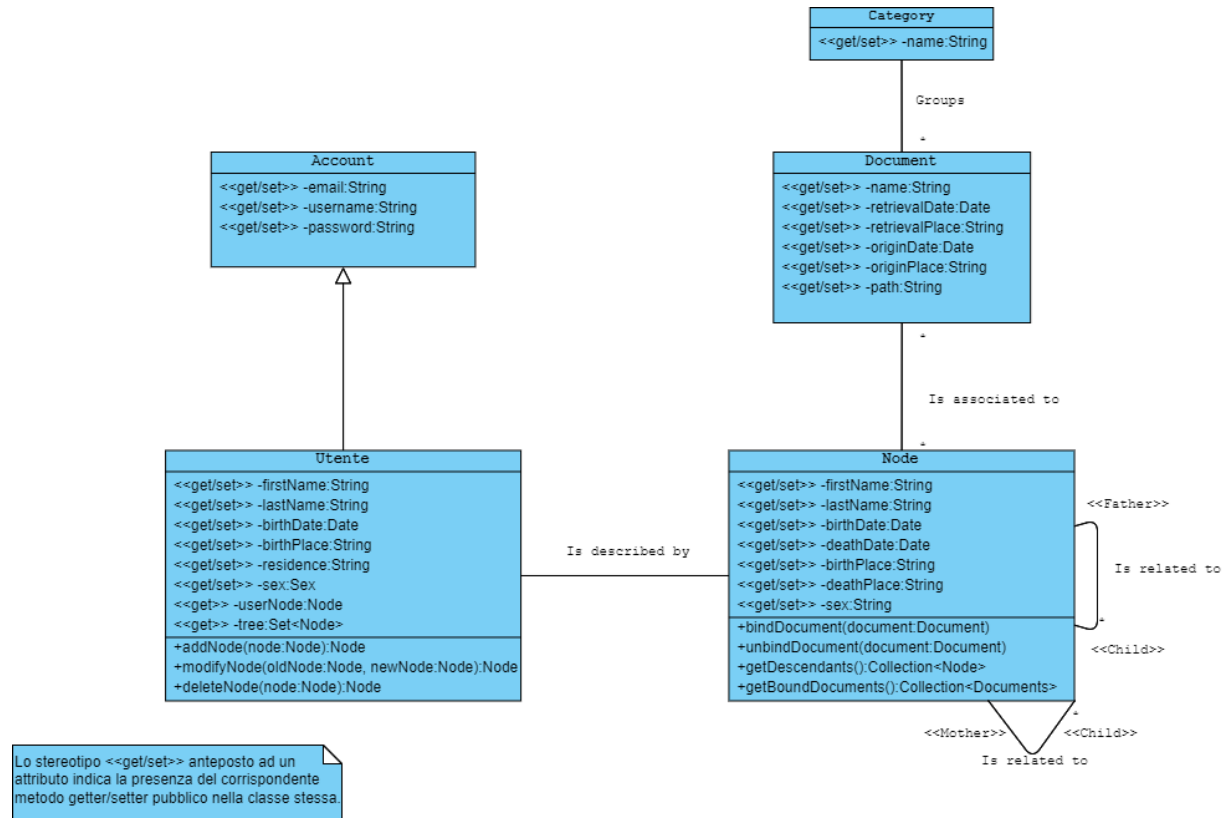 Category
<<get/set>> -name:String
Groups
*
Account
<<get/set>> -email:String
<<get/set>> -username:String
<<get/set>> -password:String
Document
<<get/set>> -name:String
<<get/set>> -retrievalDate:Date
<<get/set>> -retrievalPlace:String
<<get/set>> -originDate:Date
<<get/set>> -originPlace:String
<<get/set>> -path:String
*
Is associated to
*
Utente
<<get/set>> -firstName:String
<<get/set>> -lastName:String
<<get/set>> -birthDate:Date
<<get/set>> -birthPlace:String
<<get/set>> -residence:String
<<get/set>> -sex:Sex
<<get>> -userNode:Node
<<get>> -tree:Set<Node>
+addNode(node:Node):Node
+modifyNode(oldNode:Node, newNode:Node):Node
+deleteNode(node:Node):Node
Is described by
Node
<<get/set>> -firstName:String
<<get/set>> -lastName:String
<<get/set>> -birthDate:Date
<<get/set>> -deathDate:Date
<<get/set>> -birthPlace:String
<<get/set>> -deathPlace:String
<<get/set>> -sex:String
+bindDocument(document:Document)
+unbindDocument(document:Document)
+getDescendants():Collection<Node>
+getBoundDocuments():Collection<Documents>
<<Father>>
Is related to
*
<<Child>>
*
<<Mother>>
<<Child>>
Is related to
Lo stereotipo <<get/set>> anteposto ad un
attributo indica la presenza del corrispondente
metodo getter/setter pubblico nella classe stessa.